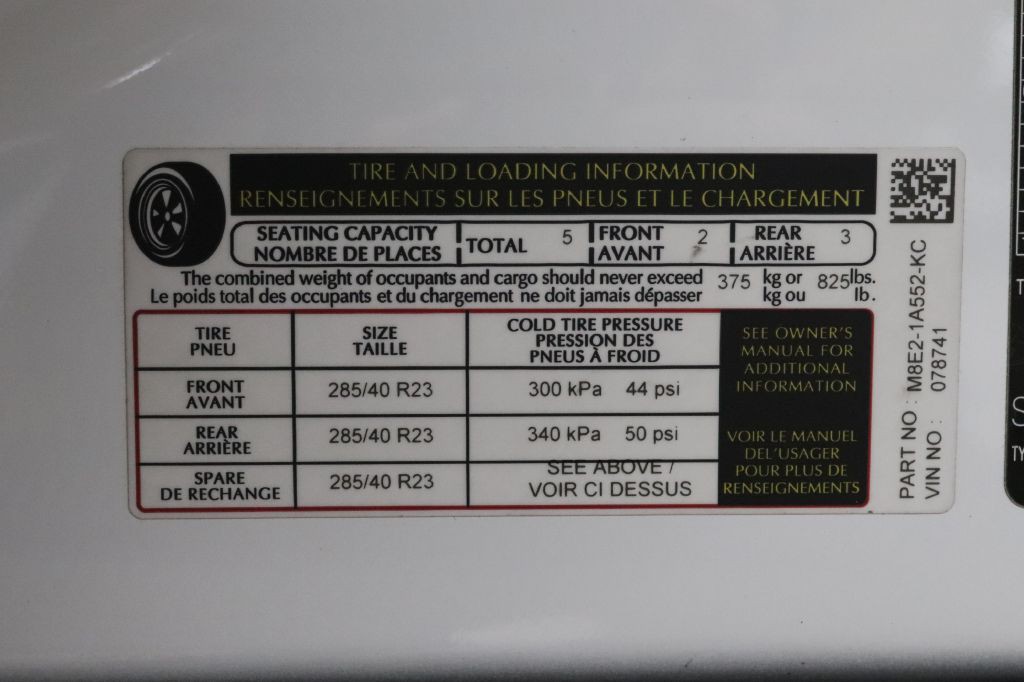 TIRE AND LOADING INFORMATION
RENSEIGNEMENTS SUR LES PNEUS ET LE CHARGEMENT
SEATING CAPACITY
NOMBRE DE PLACES
TOTAL 5
FRONT
AVANT 2
REAR
ARRIÈRE 3
The combined weight of occupants and cargo should never exceed 375 kg or 825 lbs.
Le poids total des occupants et du chargement ne doit jamais dépasser kg ou lb.
TIRE
PNEU
SIZE
TAILLE
COLD TIRE PRESSURE
PRESSION DES
PNEUS À FROID
FRONT
AVANT
285/40 R23
300 kPa 44 psi
REAR
ARRIÈRE
285/40 R23
340 kPa 50 psi
SPARE
DE RECHANGE
285/40 R23
SEE ABOVE /
VOIR CI DESSUS
SEE OWNER'S
MANUAL FOR
ADDITIONAL
INFORMATION
VOIR LE MANUEL
DEL'USAGER
POUR PLUS DE
RENSEIGNEMENTS
PART NO : M8E2-1A552-KC
VIN NO : 078741